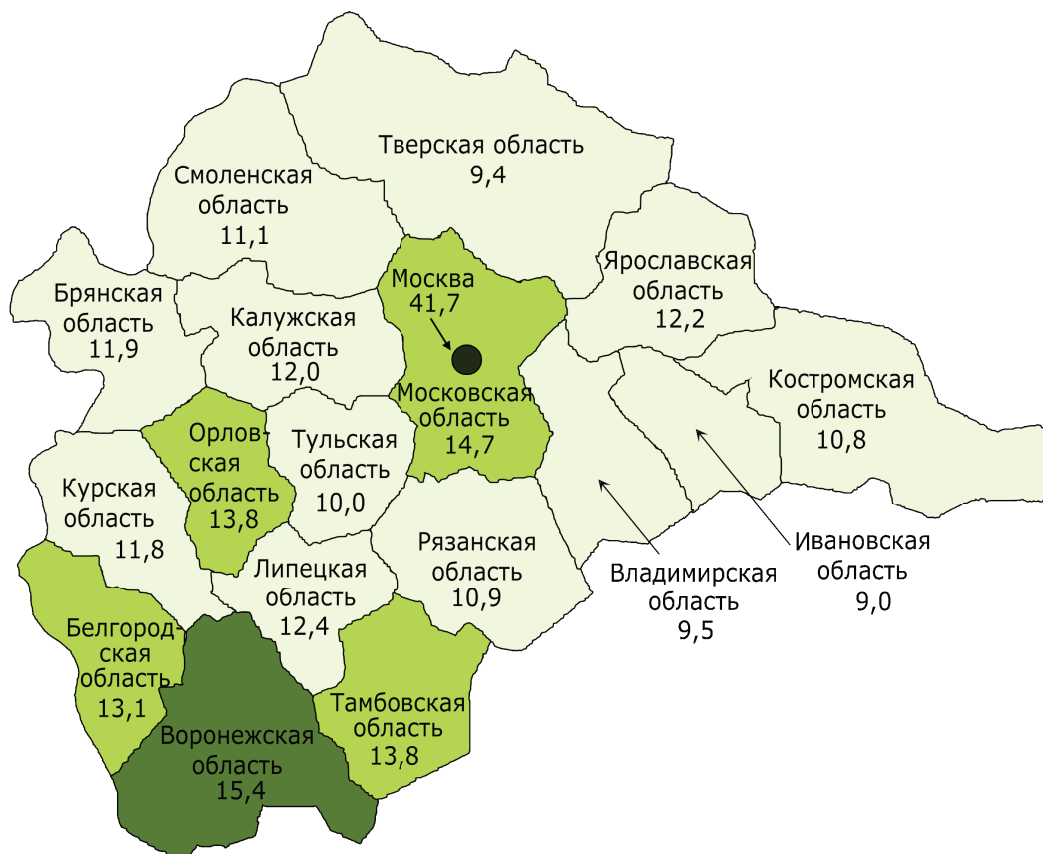 Тверская область
9,4
Смоленская
область
11,1
Ярославская
область
12,2
Москва
41,7
Брянская
область
11,9
Калужская
область
12,0
Московская
область
14,7
Костромская
область
10,8
Орлов-
ская
область
13,8
Тульская
область
10,0
Курская
область
11,8
Рязанская
область
10,9
Ивановская
область
9,0
Владимирская
область
9,5
Липецкая
область
12,4
Белгород-
ская
область
13,1
Тамбовская
область
13,8
Воронежская
область
15,4